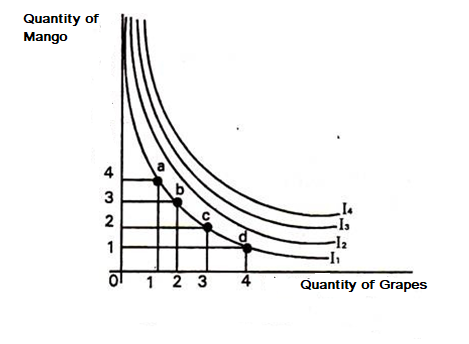 Quantity of
Mango
4
3
2
1
a
b
c
d
I₄
I₃
I₂
I₁
0 1 2 3 4 Quantity of Grapes